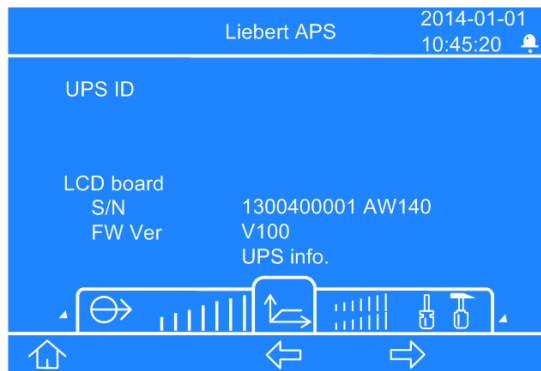 Liebert APS
2014-01-01
10:45:20
UPS ID
LCD board
S/N 1300400001 AW140
FW Ver V100
UPS info.